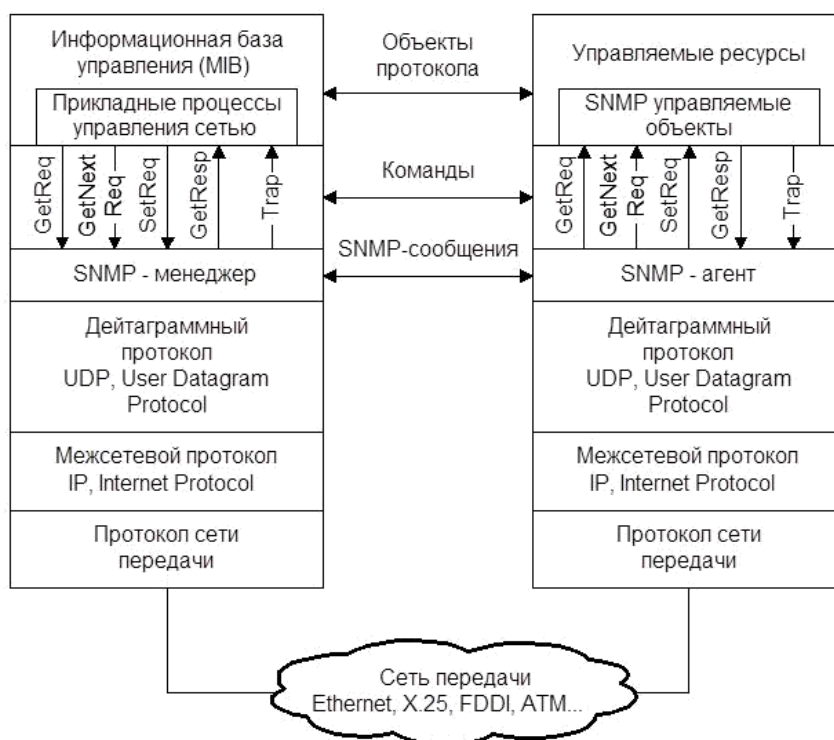 Информационная база
управления (MIB)
Прикладные процессы
управления сетью
GetReq
GetNext
Req
SetReq
GetResp
Trap
SNMP - менеджер
Дейтаграммный
протокол
UDP, User Datagram
Protocol
Межсетевой протокол
IP, Internet Protocol
Протокол сети
передачи
Объекты
протокола
Команды
SNMP-сообщения
Управляемые ресурсы
SNMP управляемые
объекты
GetReq
GetNext
Req
SetReq
GetResp
Trap
SNMP - агент
Дейтаграммный
протокол
UDP, User Datagram
Protocol
Межсетевой протокол
IP, Internet Protocol
Протокол сети
передачи
Сеть передачи
Ethernet, X.25, FDDI, ATM...